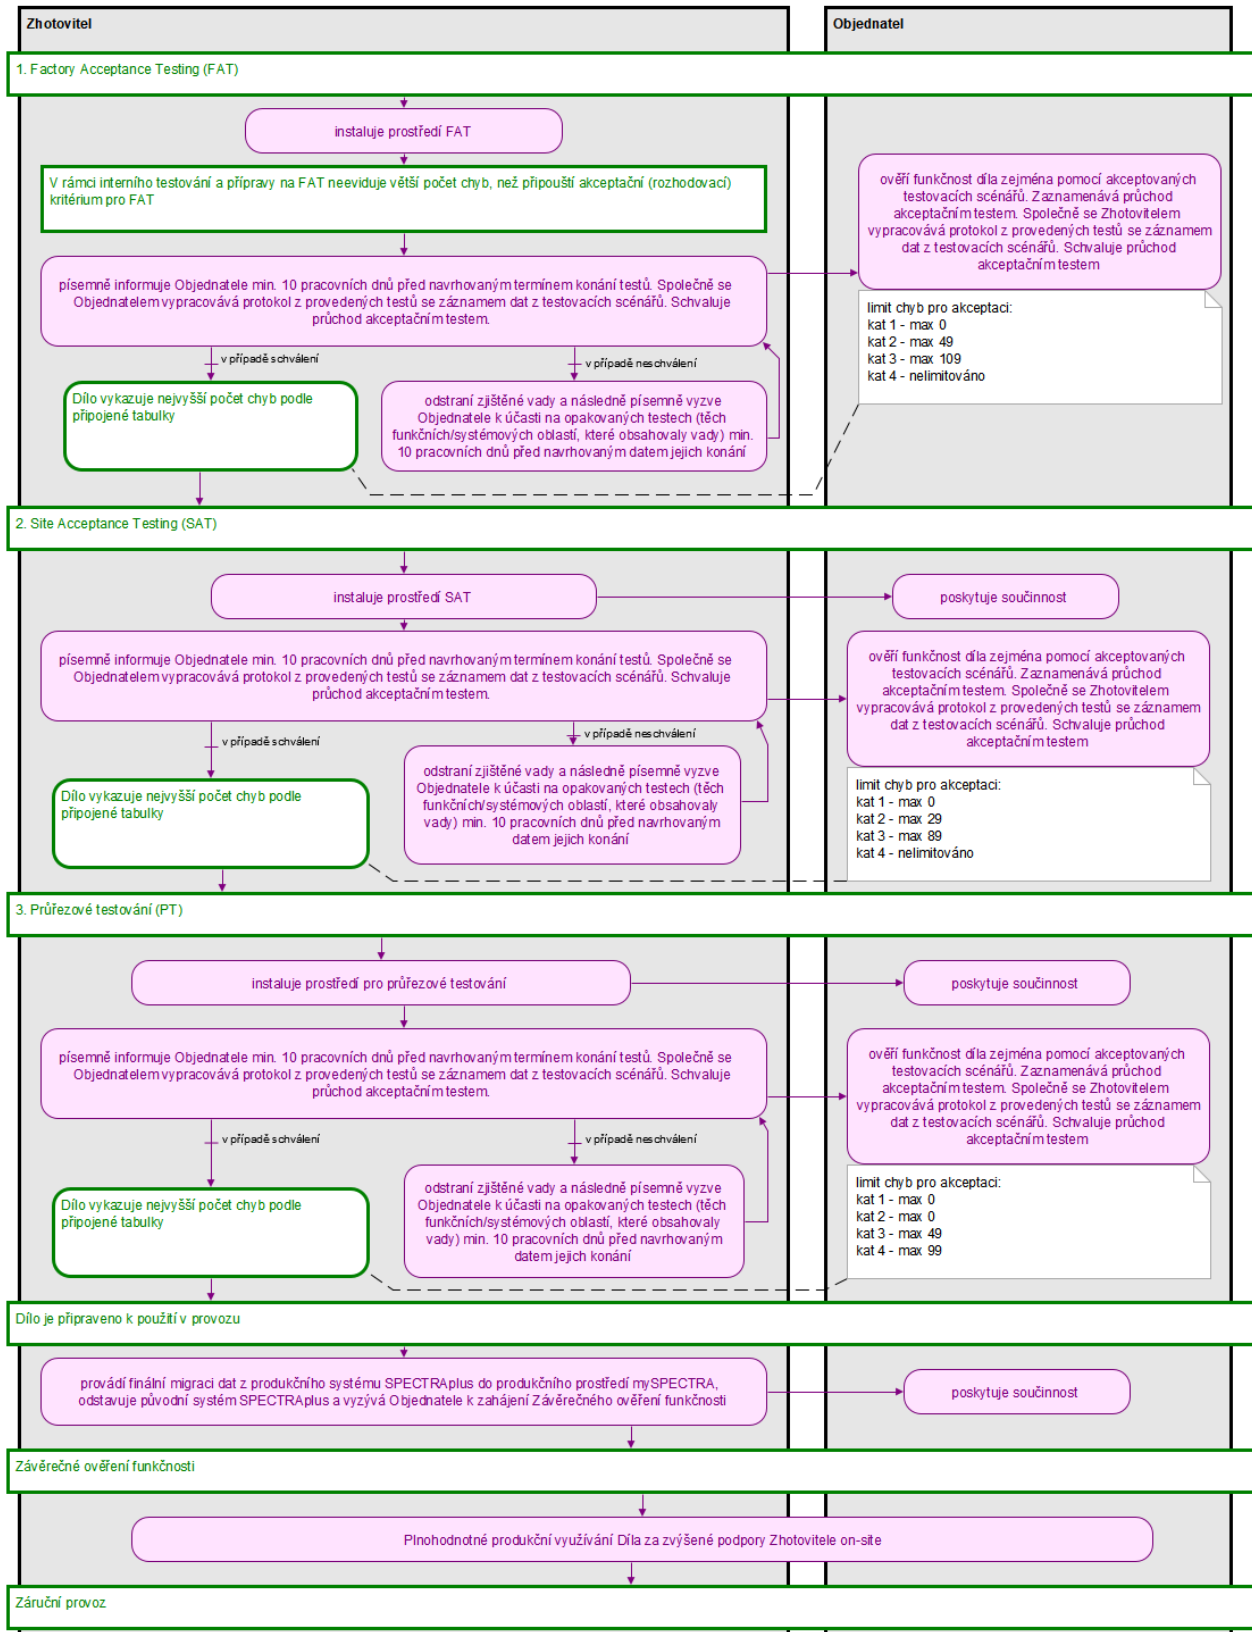 Zhotovitel
Objednatel
1. Factory Acceptance Testing (FAT)
instaluje prostředí FAT
V rámci interního testování a přípravy na FAT neeviduje větší počet chyb, než připouští akceptační (rozhodovací)
kritérium pro FAT
ověří funkčnost díla zejména pomocí akceptovaných
testovacích scénářů. Zaznamenává průchod
akceptačním testem. Společně se Zhotovitelem
vypracovává protokol z provedených testů se záznamem
dat z testovacích scénářů. Schvaluje průchod
akceptačním testem
písemně informuje Objednatele min. 10 pracovních dnů před navrhovaným termínem konání testů. Společně se
Objednatelem vypracovává protokol z provedených testů se záznamem dat z testovacích scénářů. Schvaluje
průchod akceptačním testem.
limit chyb pro akceptaci:
kat 1 - max 0
kat 2 - max 49
kat 3 - max 109
kat 4 - nelimitováno
v případě schválení
v případě neschválení
Dílo vykazuje nejvyšší počet chyb podle
připojené tabulky
odstraní zjištěné vady a následně písemně vyzve
Objednatele k účasti na opakovaných testech (těch
funkčních/systémových oblastí, které obsahovaly vady) min.
10 pracovních dnů před navrhovaným datem jejich konání
2. Site Acceptance Testing (SAT)
instaluje prostředí SAT
poskytuje součinnost
písemně informuje Objednatele min. 10 pracovních dnů před navrhovaným termínem konání testů. Společně se
Objednatelem vypracovává protokol z provedených testů se záznamem dat z testovacích scénářů. Schvaluje
průchod akceptačním testem.
ověří funkčnost díla zejména pomocí akceptovaných
testovacích scénářů. Zaznamenává průchod
akceptačním testem. Společně se Zhotovitelem
vypracovává protokol z provedených testů se záznamem
dat z testovacích scénářů. Schvaluje průchod
akceptačním testem
v případě schválení
v případě neschválení
Dílo vykazuje nejvyšší počet chyb podle
připojené tabulky
odstraní zjištěné vady a následně písemně vyzve
Objednatele k účasti na opakovaných testech (těch
funkčních/systémových oblastí, které obsahovaly
vady) min. 10 pracovních dnů před navrhovaným
datem jejich konání
limit chyb pro akceptaci:
kat 1 - max 0
kat 2 - max 29
kat 3 - max 89
kat 4 - nelimitováno
3. Průřezové testování (PT)
instaluje prostředí pro průřezové testování
poskytuje součinnost
písemně informuje Objednatele min. 10 pracovních dnů před navrhovaným termínem konání testů. Společně se
Objednatelem vypracovává protokol z provedených testů se záznamem dat z testovacích scénářů. Schvaluje
průchod akceptačním testem.
ověří funkčnost díla zejména pomocí akceptovaných
testovacích scénářů. Zaznamenává průchod
akceptačním testem. Společně se Zhotovitelem
vypracovává protokol z provedených testů se záznamem
dat z testovacích scénářů. Schvaluje průchod
akceptačním testem
v případě schválení
v případě neschválení
Dílo vykazuje nejvyšší počet chyb podle
připojené tabulky
odstraní zjištěné vady a následně písemně vyzve
Objednatele k účasti na opakovaných testech (těch
funkčních/systémových oblastí, které obsahovaly
vady) min. 10 pracovních dnů před navrhovaným
datem jejich konání
limit chyb pro akceptaci:
kat 1 - max 0
kat 2 - max 0
kat 3 - max 49
kat 4 - max 99
Dílo je připraveno k použití v provozu
provádí finální migraci dat z produkčního systému SPECTRAplus do produkčního prostředí mySPECTRA,
odstavuje původní systém SPECTRAplus a vyzývá Objednatele k zahájení Závěrečného ověření funkčnosti
poskytuje součinnost
Závěrečné ověření funkčnosti
Plnohodnotné produkční využívání Díla za zvýšené podpory Zhotovitele on-site
Záruční provoz